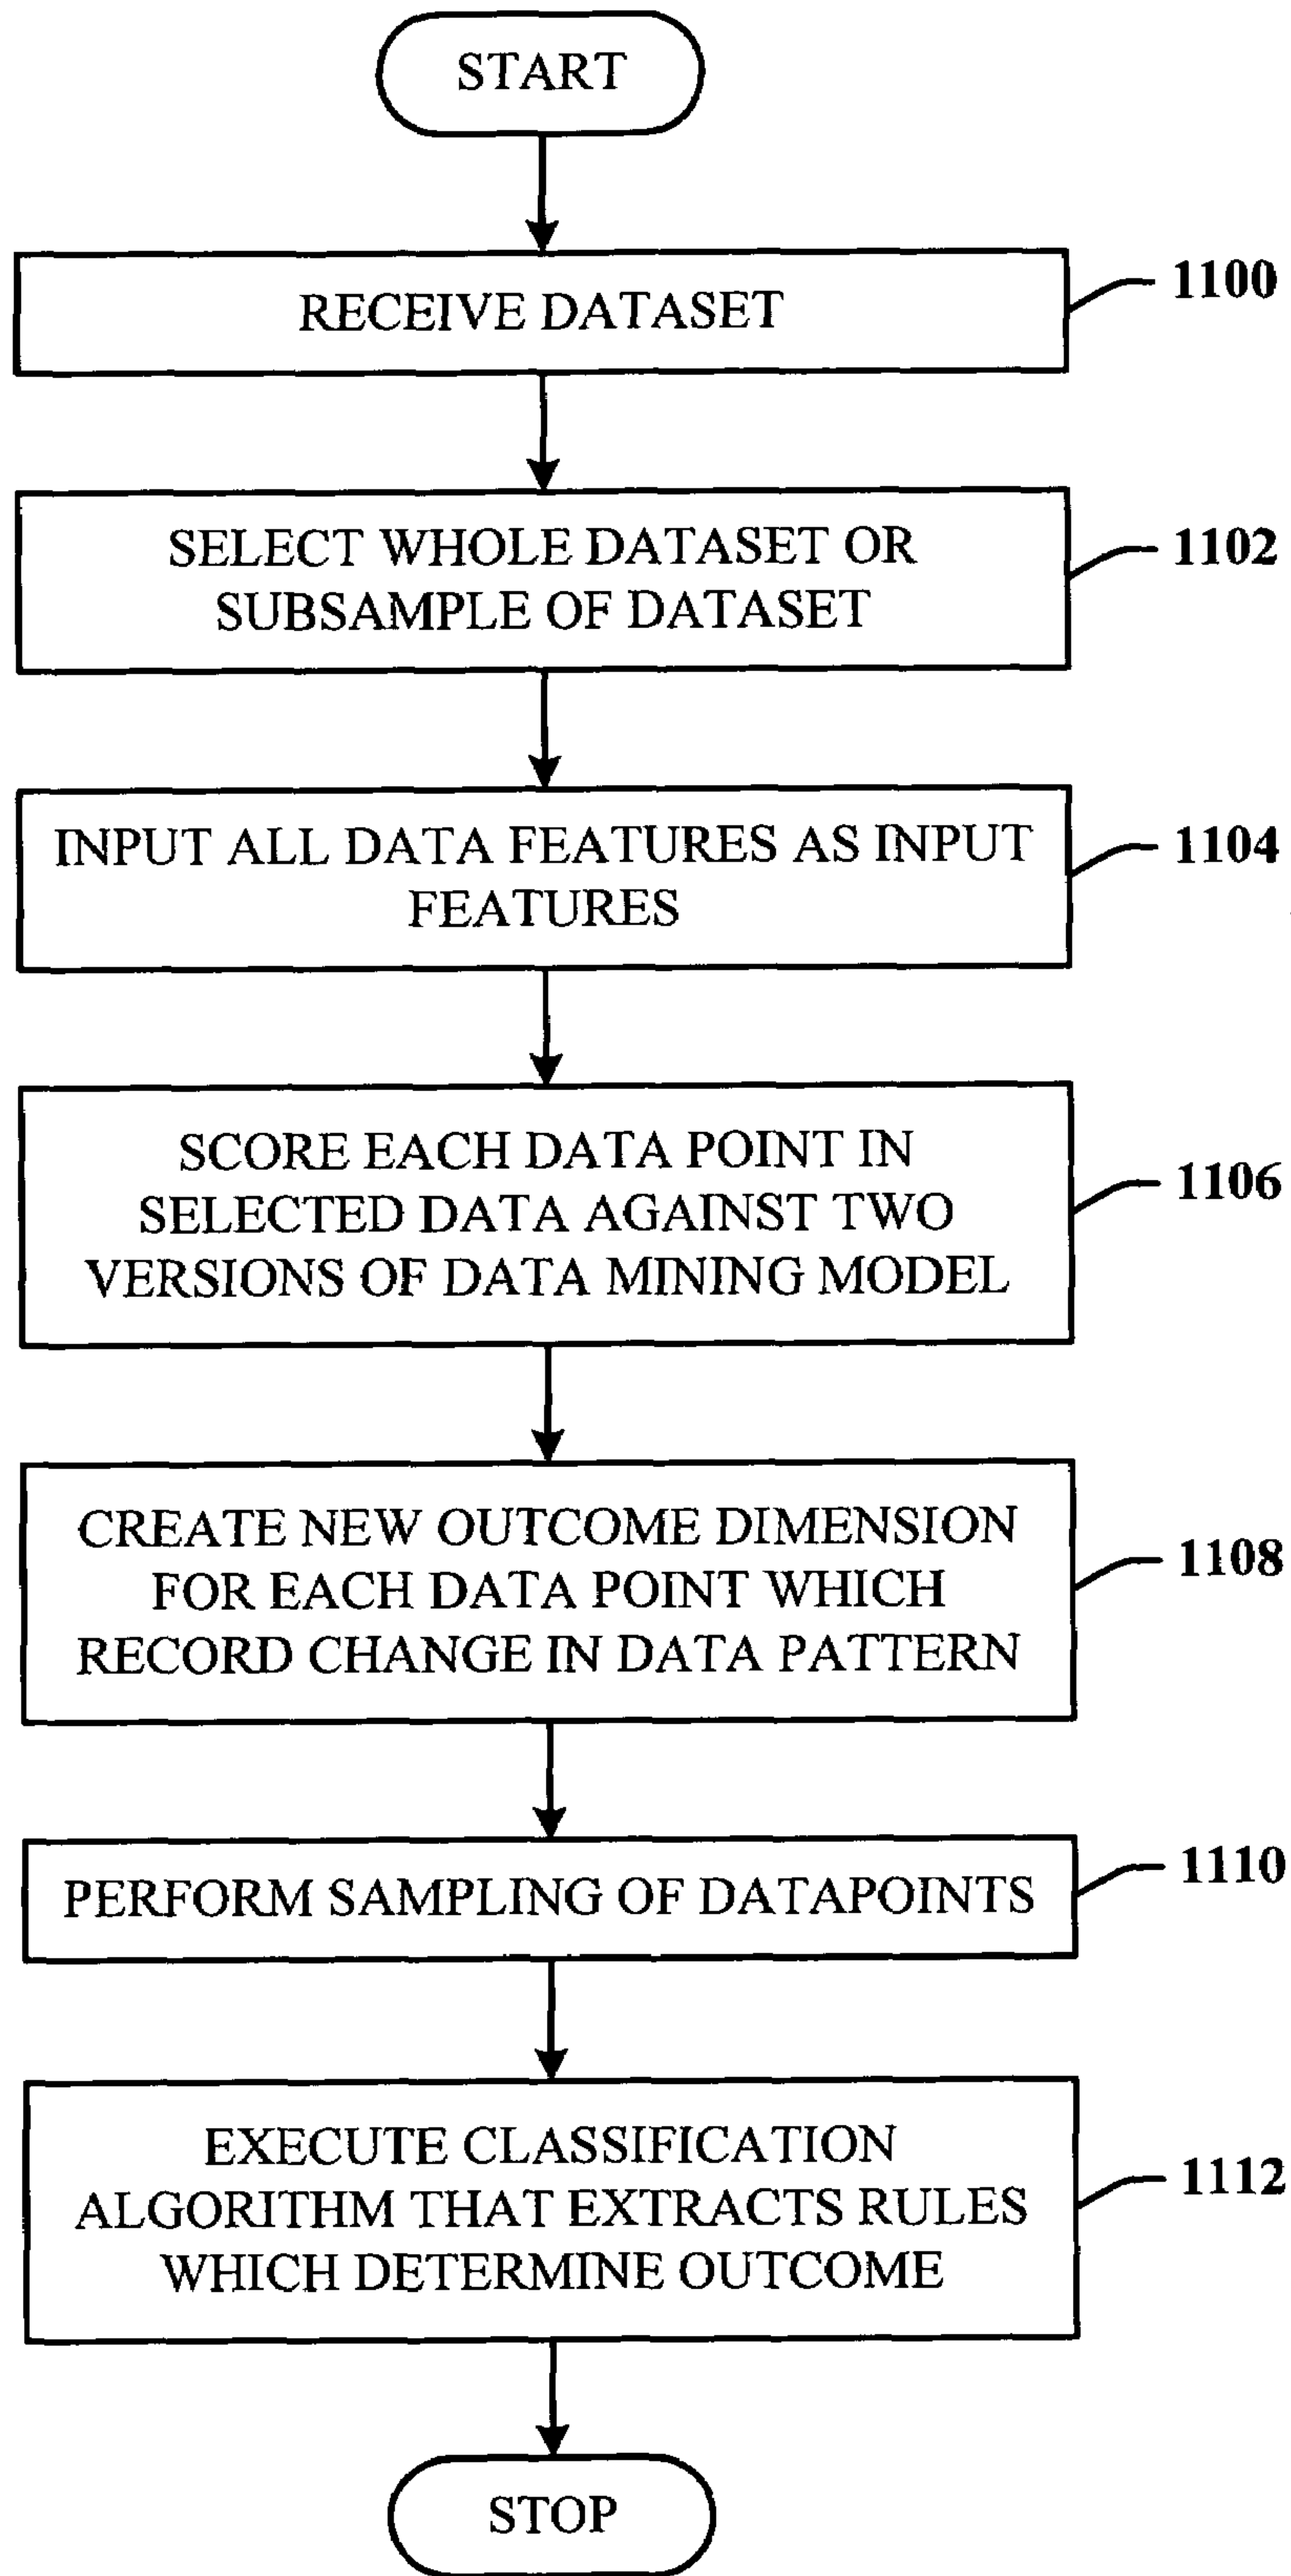 START
RECEIVE DATASET
1100
SELECT WHOLE DATASET OR
SUBSAMPLE OF DATASET
1102
INPUT ALL DATA FEATURES AS INPUT
FEATURES
1104
SCORE EACH DATA POINT IN
SELECTED DATA AGAINST TWO
VERSIONS OF DATA MINING MODEL
1106
CREATE NEW OUTCOME DIMENSION
FOR EACH DATA POINT WHICH
RECORD CHANGE IN DATA PATTERN
1108
PERFORM SAMPLING OF DATAPOINTS
1110
EXECUTE CLASSIFICATION
ALGORITHM THAT EXTRACTS RULES
WHICH DETERMINE OUTCOME
1112
STOP